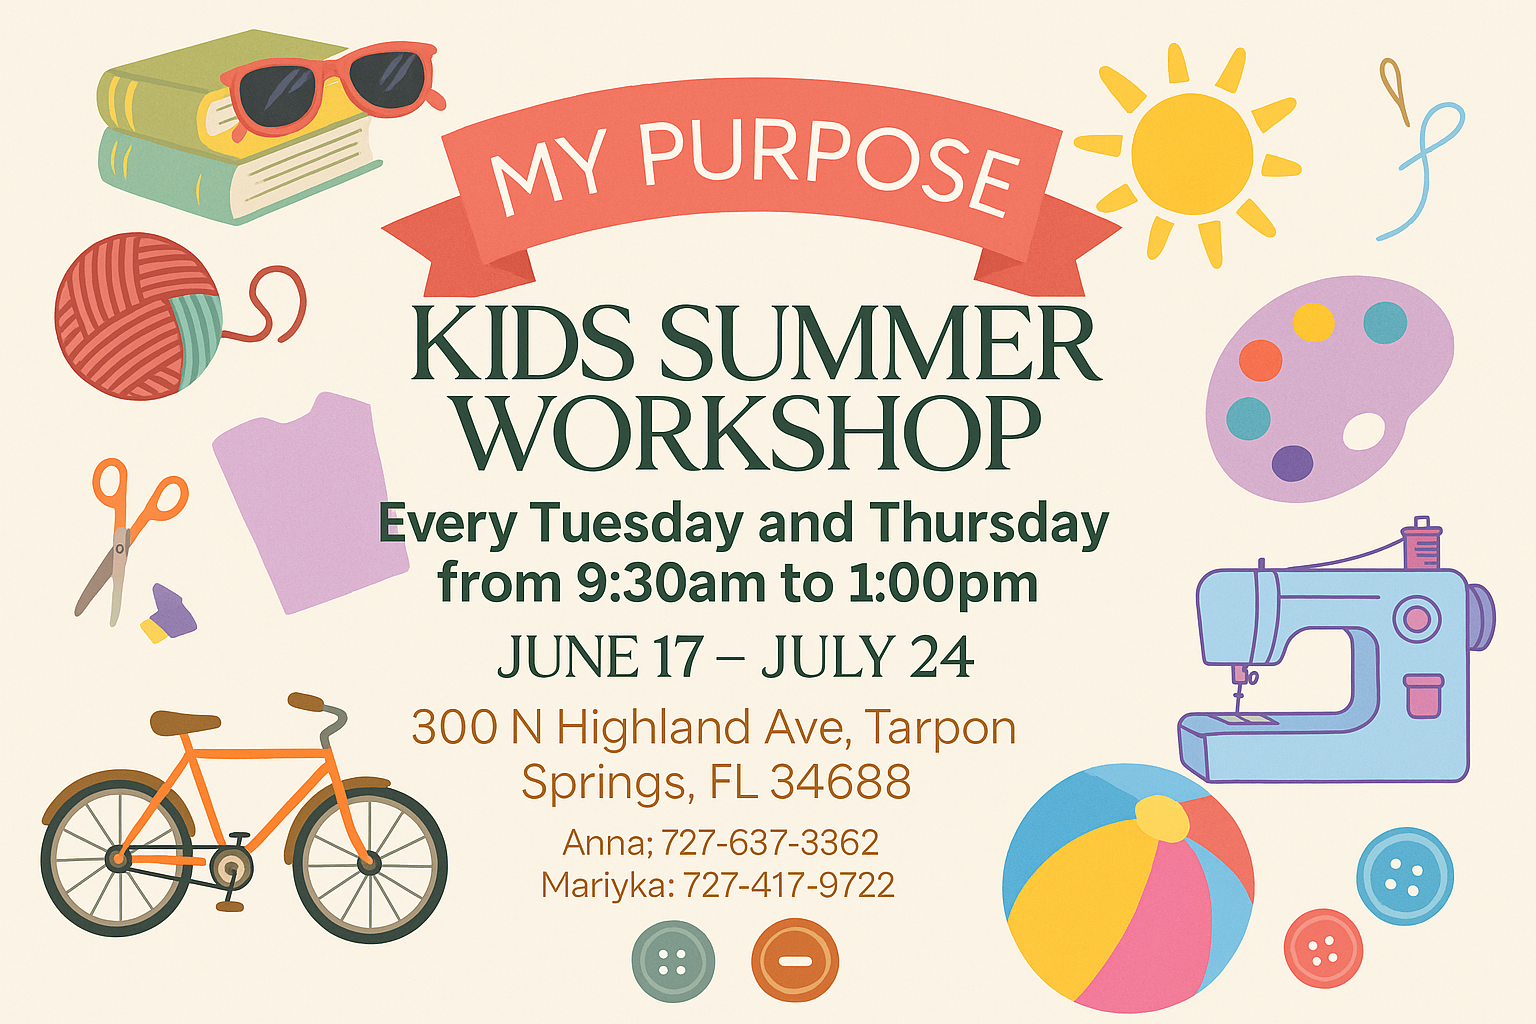 MY PURPOSE
KIDS SUMMER
WORKSHOP
Every Tuesday and Thursday
from 9:30am to 1:00pm
JUNE 17 – JULY 24
300 N Highland Ave, Tarpon
Springs, FL 34688
Anna; 727-637-3362
Mariyka: 727-417-9722